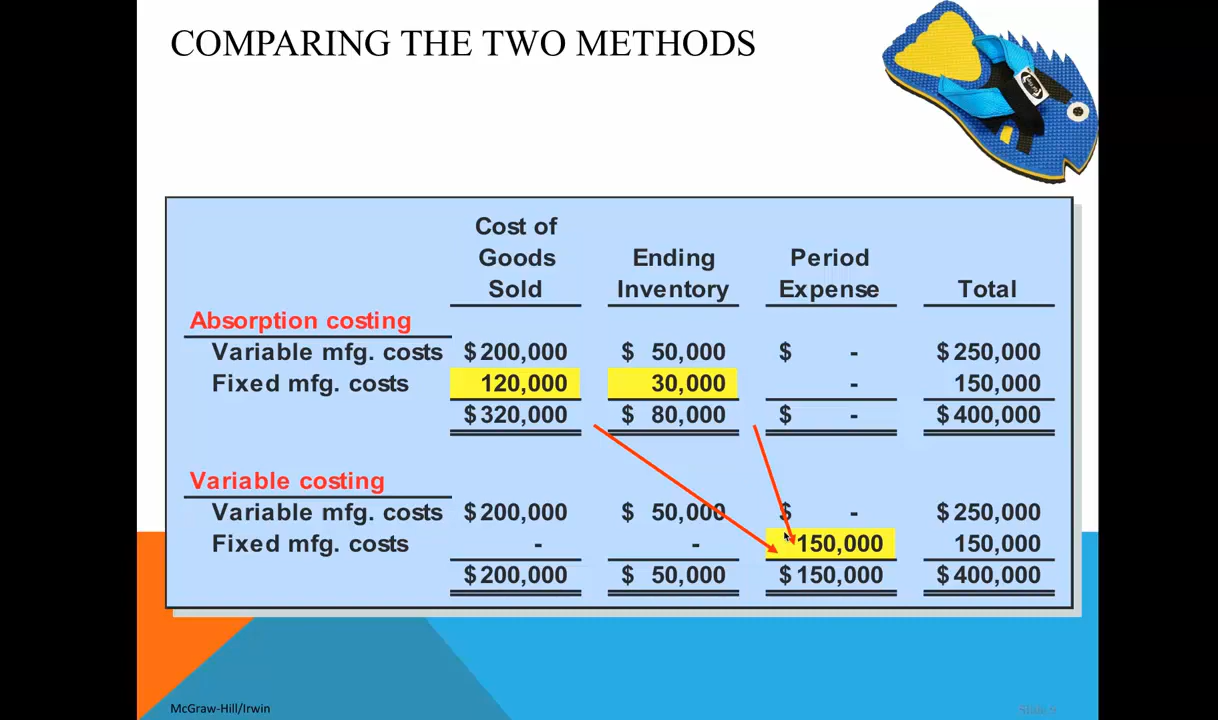 COMPARING THE TWO METHODS
Cost of
Goods Ending Period
Sold Inventory Expense Total
Absorption costing
Variable mfg. costs $ 200,000 $ 50,000 $ - $ 250,000
Fixed mfg. costs 120,000 30,000 - 150,000
$ 320,000 $ 80,000 $ - $ 400,000
Variable costing
Variable mfg. costs $ 200,000 $ 50,000 $ - $ 250,000
Fixed mfg. costs - - 150,000 150,000
$ 200,000 $ 50,000 $ 150,000 $ 400,000
McGraw-Hill/Irwin